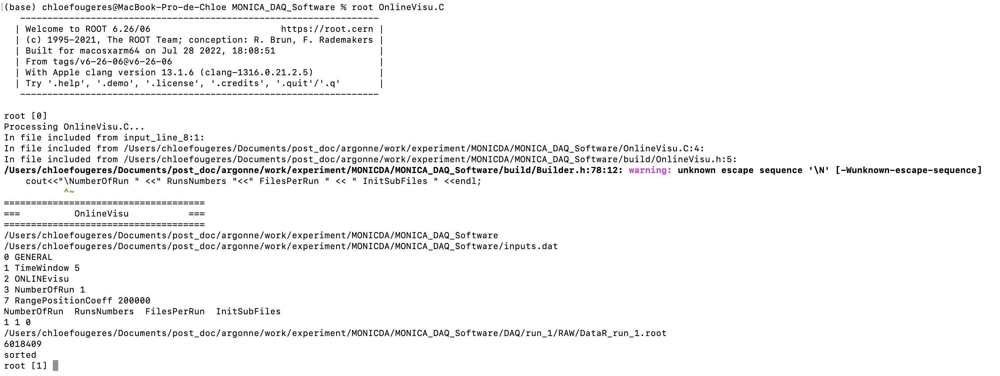 (base) chloefougeres@MacBook-Pro-de-Chloe MONICA_DAQ_Software % root OnlineVisu.C
   ------------------------------------------------------------------
  | Welcome to ROOT 6.26/06                        https://root.cern |
  | (c) 1995-2021, The ROOT Team; conception: R. Brun, F. Rademakers |
  | Built for macosxarm64 on Jul 28 2022, 18:08:51                   |
  | From tags/v6-26-06@v6-26-06                                      |
  | With Apple clang version 13.1.6 (clang-1316.0.21.2.5)            |
  | Try '.help', '.demo', '.license', '.credits', '.quit'/'.q'       |
   ------------------------------------------------------------------
root [0]
Processing OnlineVisu.C...
In file included from input_line_8:1:
In file included from /Users/chloefougeres/Documents/post_doc/argonne/work/experiment/MONICDA/MONICA_DAQ_Software/OnlineVisu.C:4:
In file included from /Users/chloefougeres/Documents/post_doc/argonne/work/experiment/MONICDA/MONICA_DAQ_Software/build/OnlineVisu.h:5:
/Users/chloefougeres/Documents/post_doc/argonne/work/experiment/MONICDA/MONICA_DAQ_Software/build/Builder.h:78:12: warning: unknown escape sequence '\N' [-Wunknown-escape-sequence]
    cout<<"\NumberOfRun " <<" RunsNumbers "<<" FilesPerRun " << " InitSubFiles " <<endl;
           ^~
=====================================
===          OnlineVisu           ===
=====================================
/Users/chloefougeres/Documents/post_doc/argonne/work/experiment/MONICDA/MONICA_DAQ_Software
/Users/chloefougeres/Documents/post_doc/argonne/work/experiment/MONICDA/MONICA_DAQ_Software/inputs.dat
0 GENERAL
1 TimeWindow 5
2 ONLINEvisu
3 NumberOfRun 1
7 RangePositionCoeff 200000
NumberOfRun  RunsNumbers  FilesPerRun  InitSubFiles
1 1 0
/Users/chloefougeres/Documents/post_doc/argonne/work/experiment/MONICDA/MONICA_DAQ_Software/DAQ/run_1/RAW/DataR_run_1.root
6018409
sorted
root [1]